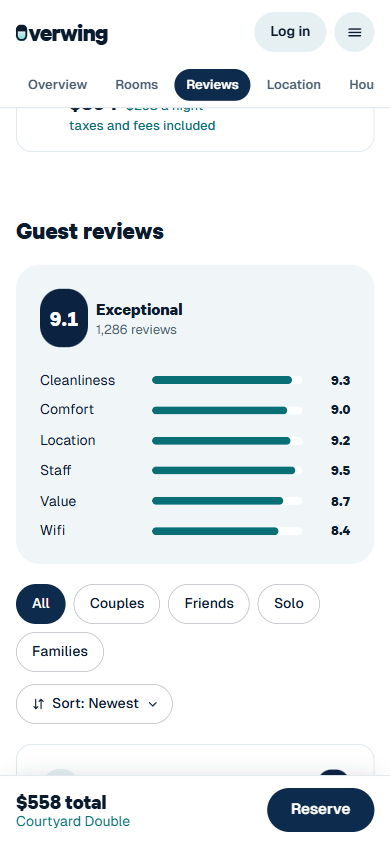 Overwing
Log in
Overview Rooms Reviews Location Hou
a night
taxes and fees included
Guest reviews
9.1 Exceptional
1,286 reviews
Cleanliness 9.3
Comfort 9.0
Location 9.2
Staff 9.5
Value 8.7
Wifi 8.4
All Couples Friends Solo
Families
Sort: Newest
$558 total
Courtyard Double
Reserve